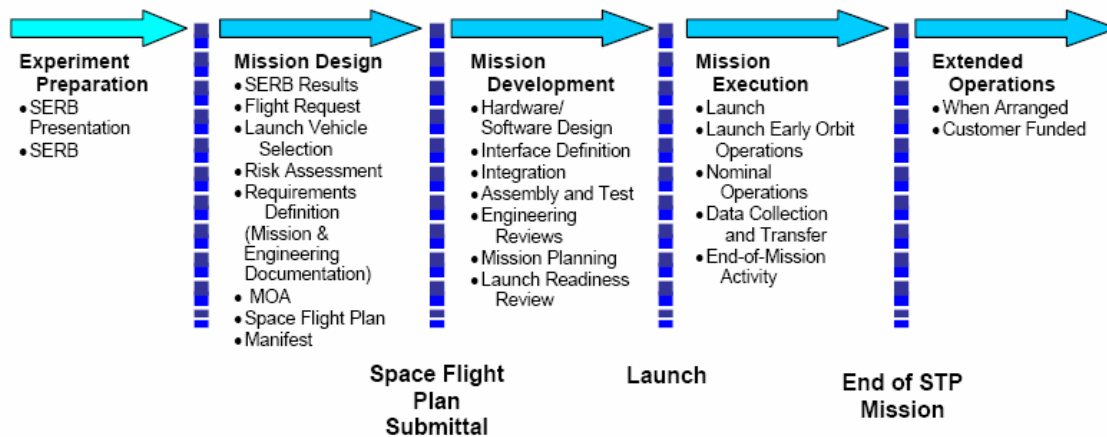 Experiment
Preparation
• SERB
Presentation
• SERB
Mission Design
• SERB Results
• Flight Request
• Launch Vehicle
Selection
• Risk Assessment
• Requirements
Definition
(Mission &
Engineering
Documentation)
• MOA
• Space Flight Plan
• Manifest
Mission
Development
• Hardware/
Software Design
• Interface Definition
• Integration
• Assembly and Test
• Engineering
Reviews
• Mission Planning
• Launch Readiness
Review
Mission
Execution
• Launch
• Launch Early Orbit
Operations
• Nominal
Operations
• Data Collection
and Transfer
• End-of-Mission
Activity
Extended
Operations
• When Arranged
• Customer Funded
Space Flight
Plan
Submittal
Launch
End of STP
Mission